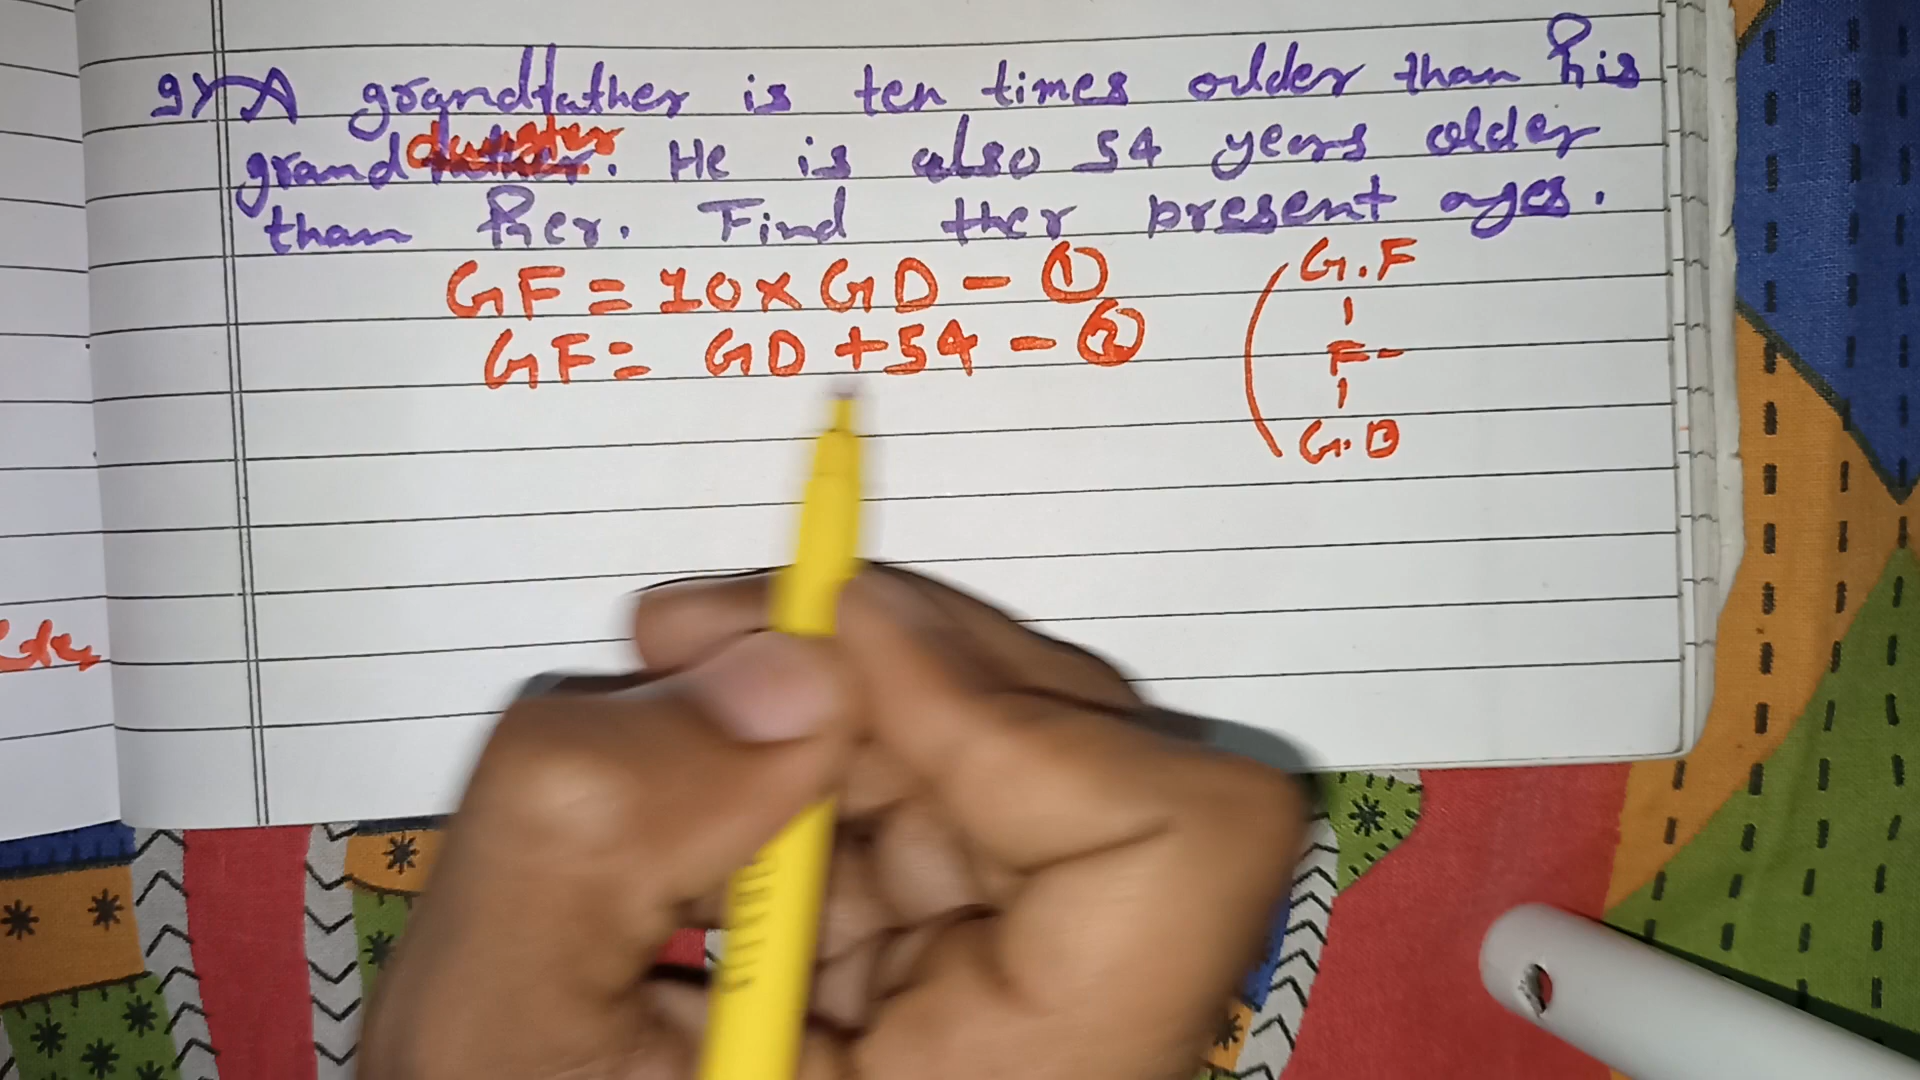 9) A grandfather is ten times older than his
granddaughter. He is also 54 years older
than her. Find ther present ages.
GF = 10 x GD - ①
GF = GD + 54 - ②
G.F
F-
G.D